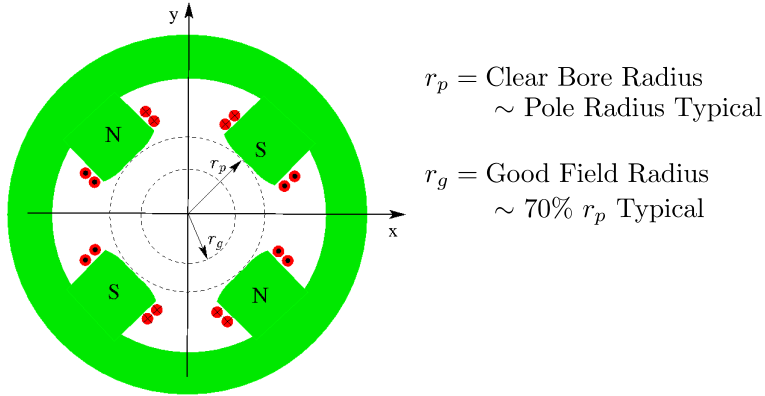 y
N
S
r_p
x
r_g
S
N
r_p = Clear Bore Radius
∼ Pole Radius Typical
r_g = Good Field Radius
∼ 70% r_p Typical